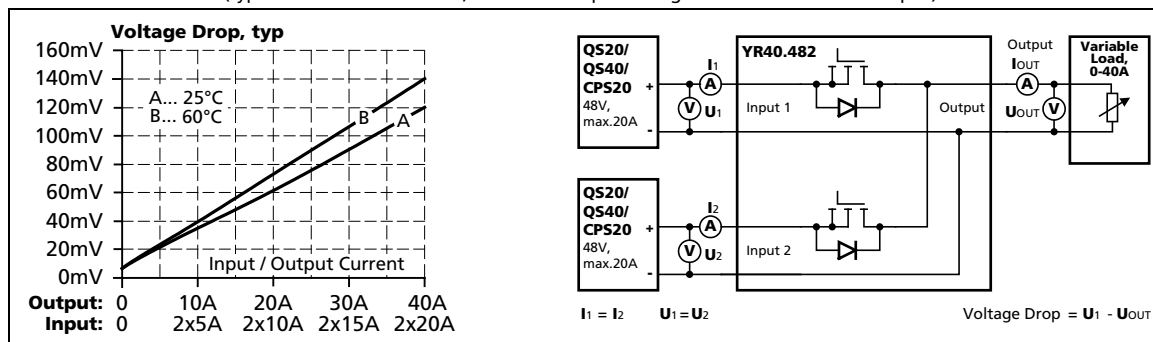 Voltage Drop, typ
160mV
140mV
120mV
100mV
80mV
60mV
40mV
20mV
0mV
A... 25°C
B... 60°C
B
A
Input / Output Current
Output: 0 10A 20A 30A 40A
Input: 0 2x5A 2x10A 2x15A 2x20A
QS20/
QS40/
CPS20
48V,
max.20A
+
-
I1
A
V U1
YR40.482
Input 1
Output
Output
IOUT
A
UOUT V
Variable
Load,
0-40A
QS20/
QS40/
CPS20
48V,
max.20A
+
-
I2
A
V U2
Input 2
I1 = I2 U1 = U2
Voltage Drop = U1 - UOUT